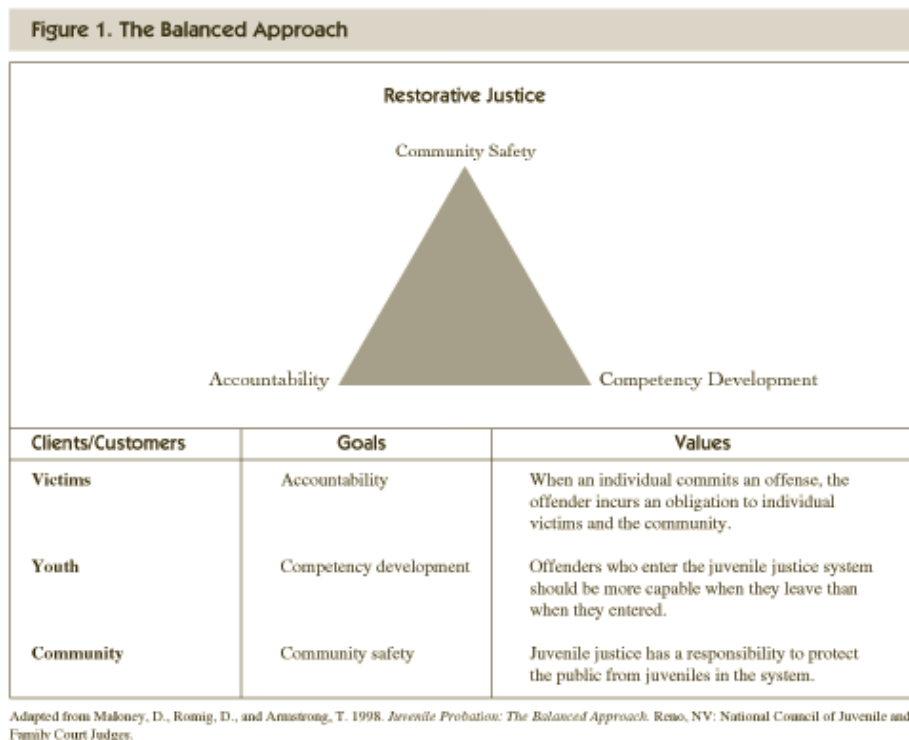 Figure 1. The Balanced Approach
Restorative Justice
Community Safety
Accountability
Competency Development
Clients/Customers Goals Values
Victims Accountability When an individual commits an offense, the
offender incurs an obligation to individual
victims and the community.
Youth Competency development Offenders who enter the juvenile justice system
should be more capable when they leave than
when they entered.
Community Community safety Juvenile justice has a responsibility to protect
the public from juveniles in the system.
Adapted from Maloney, D., Romig, D., and Armstrong, T. 1998. Juvenile Probation: The Balanced Approach. Reno, NV: National Council of Juvenile and
Family Court Judges.